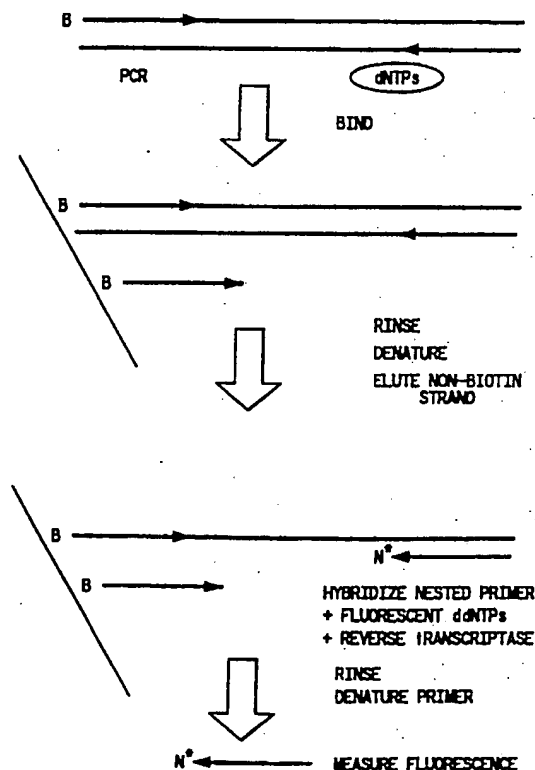 B
PCR
dNTPs
BIND
B
B
RINSE
DENATURE
ELUTE NON-BIOTIN
STRAND
B
N*
B
HYBRIDIZE NESTED PRIMER
+ FLUORESCENT ddNTPs
+ REVERSE TRANSCRIPTASE
RINSE
DENATURE PRIMER
N*
MEASURE FLUORESCENCE